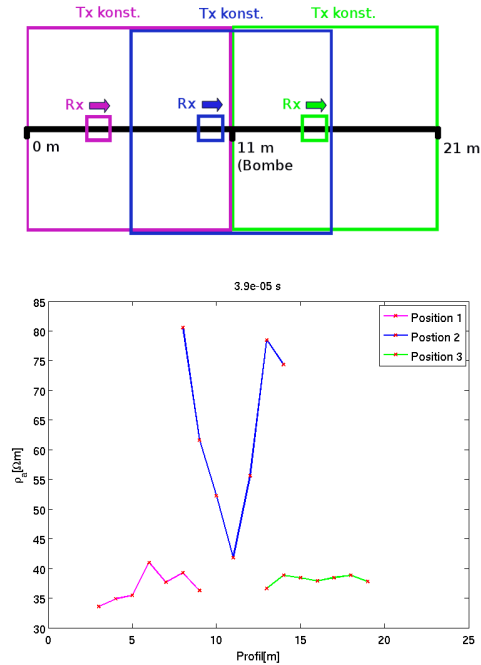 Tx konst. Tx konst. Tx konst.
Rx Rx Rx
0 m 11 m 21 m
(Bombe
3.9e-05 s
85
80
75
70
65
60
55
50
45
40
35
30
0 5 10 15 20 25
ρa[Ωm]
Profil[m]
Position 1
Postion 2
Position 3